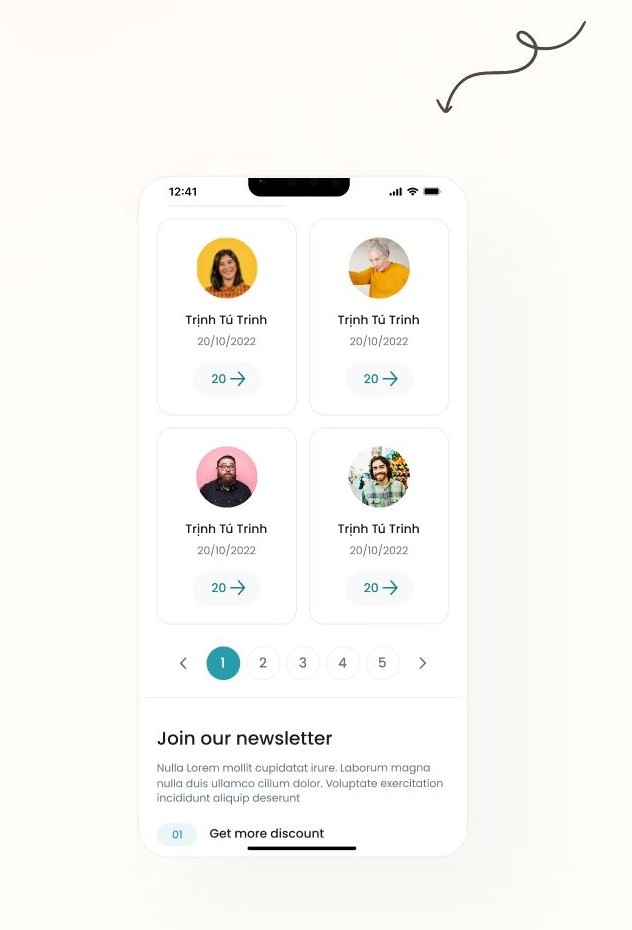 12:41
Trịnh Tú Trinh Trịnh Tú Trinh
20/10/2022 20/10/2022
20 20
Trịnh Tú Trinh Trịnh Tú Trinh
20/10/2022 20/10/2022
20 20
1 2 3 4 5
Join our newsletter
Nulla Lorem mollit cupidatat irure. Laborum magna
nulla duis ullamco cillum dolor. Voluptate exercitation
incididunt aliquip deserunt
01 Get more discount